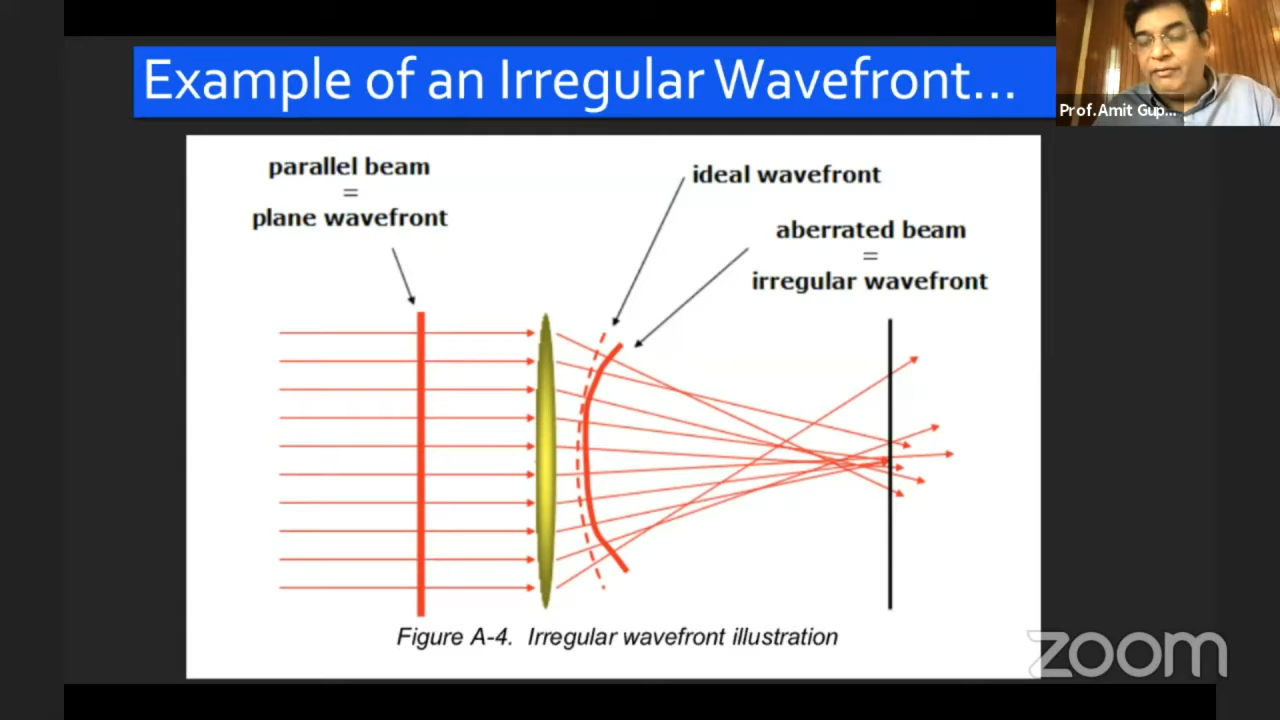 Example of an Irregular Wavefront...
Prof.Amit Gup...
parallel beam
=
plane wavefront
ideal wavefront
aberrated beam
=
irregular wavefront
Figure A-4. Irregular wavefront illustration
zoom